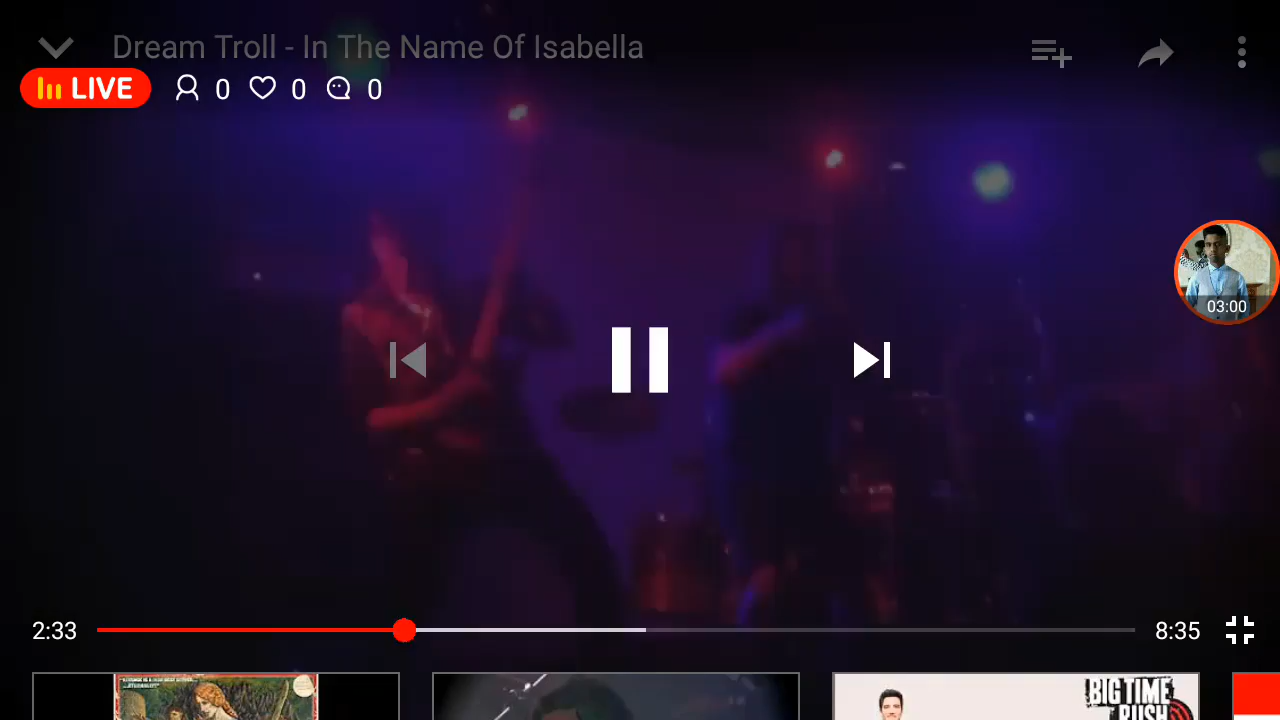 Dream Troll - In The Name Of Isabella
LIVE 0 0 0
03:00
2:33
8:35
BIG TIME
RUSH